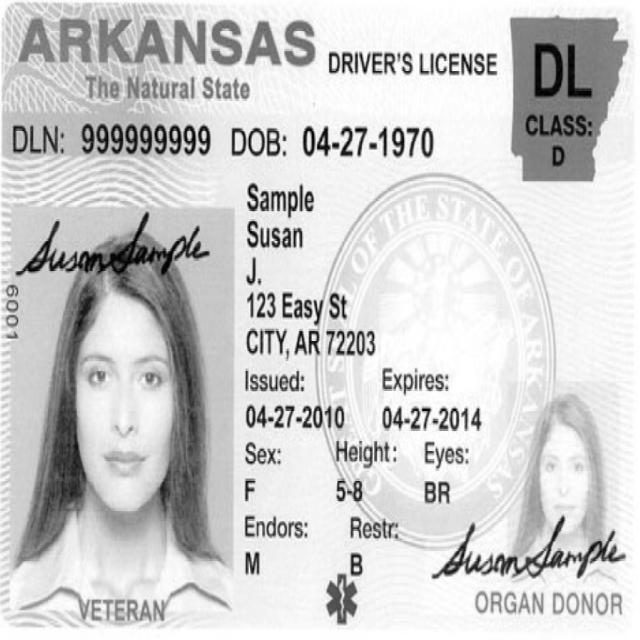 ARKANSAS
The Natural State
DRIVER'S LICENSE
DL
CLASS:
D
DLN: 999999999 DOB: 04-27-1970
Sample
Susan
J.
123 Easy St
CITY, AR 72203
Issued: Expires:
04-27-2010 04-27-2014
Sex: Height: Eyes:
F 5-8 BR
Endors: Restr:
M B
Susan Sample
6001
VETERAN
OF THE STATE OF ARKANSAS
Susan Sample
ORGAN DONOR